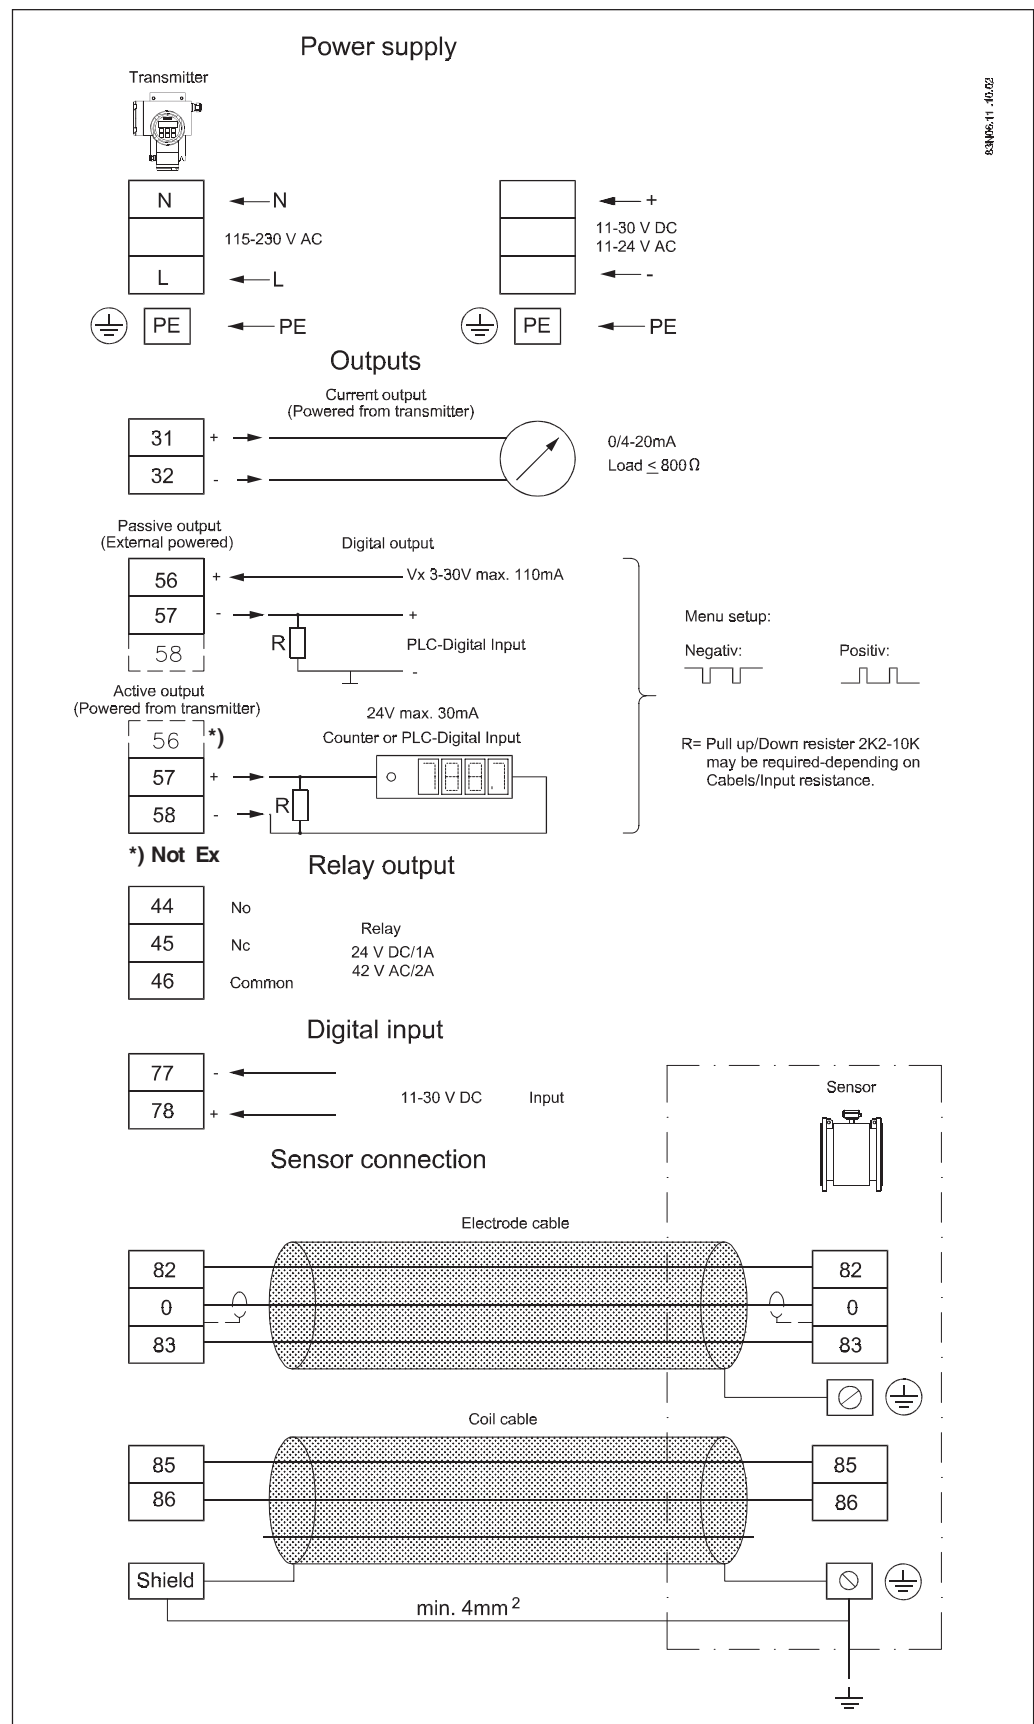 Power supply
Transmitter
83N06.11 .10.02
N
N
115-230 V AC
L
L
PE
PE
+
11-30 V DC
11-24 V AC
-
PE
PE
Outputs
Current output
(Powered from transmitter)
31
+
32
-
0/4-20mA
Load ≤ 800 Ω
Passive output
(External powered)
Digital output
56
+
Vx 3-30V max. 110mA
57
-
+
58
R
PLC-Digital Input
-
Menu setup:
Negativ:
Positiv:
Active output
(Powered from transmitter)
24V max. 30mA
56
*)
Counter or PLC-Digital Input
57
+
58
-
R
R= Pull up/Down resister 2K2-10K
may be required-depending on
Cabels/Input resistance.
*) Not Ex
Relay output
44
No
45
Nc
46
Common
Relay
24 V DC/1A
42 V AC/2A
Digital input
77
-
78
+
11-30 V DC
Input
Sensor
Sensor connection
Electrode cable
82
82
0
0
83
83
Coil cable
85
85
86
86
Shield
min. 4mm²